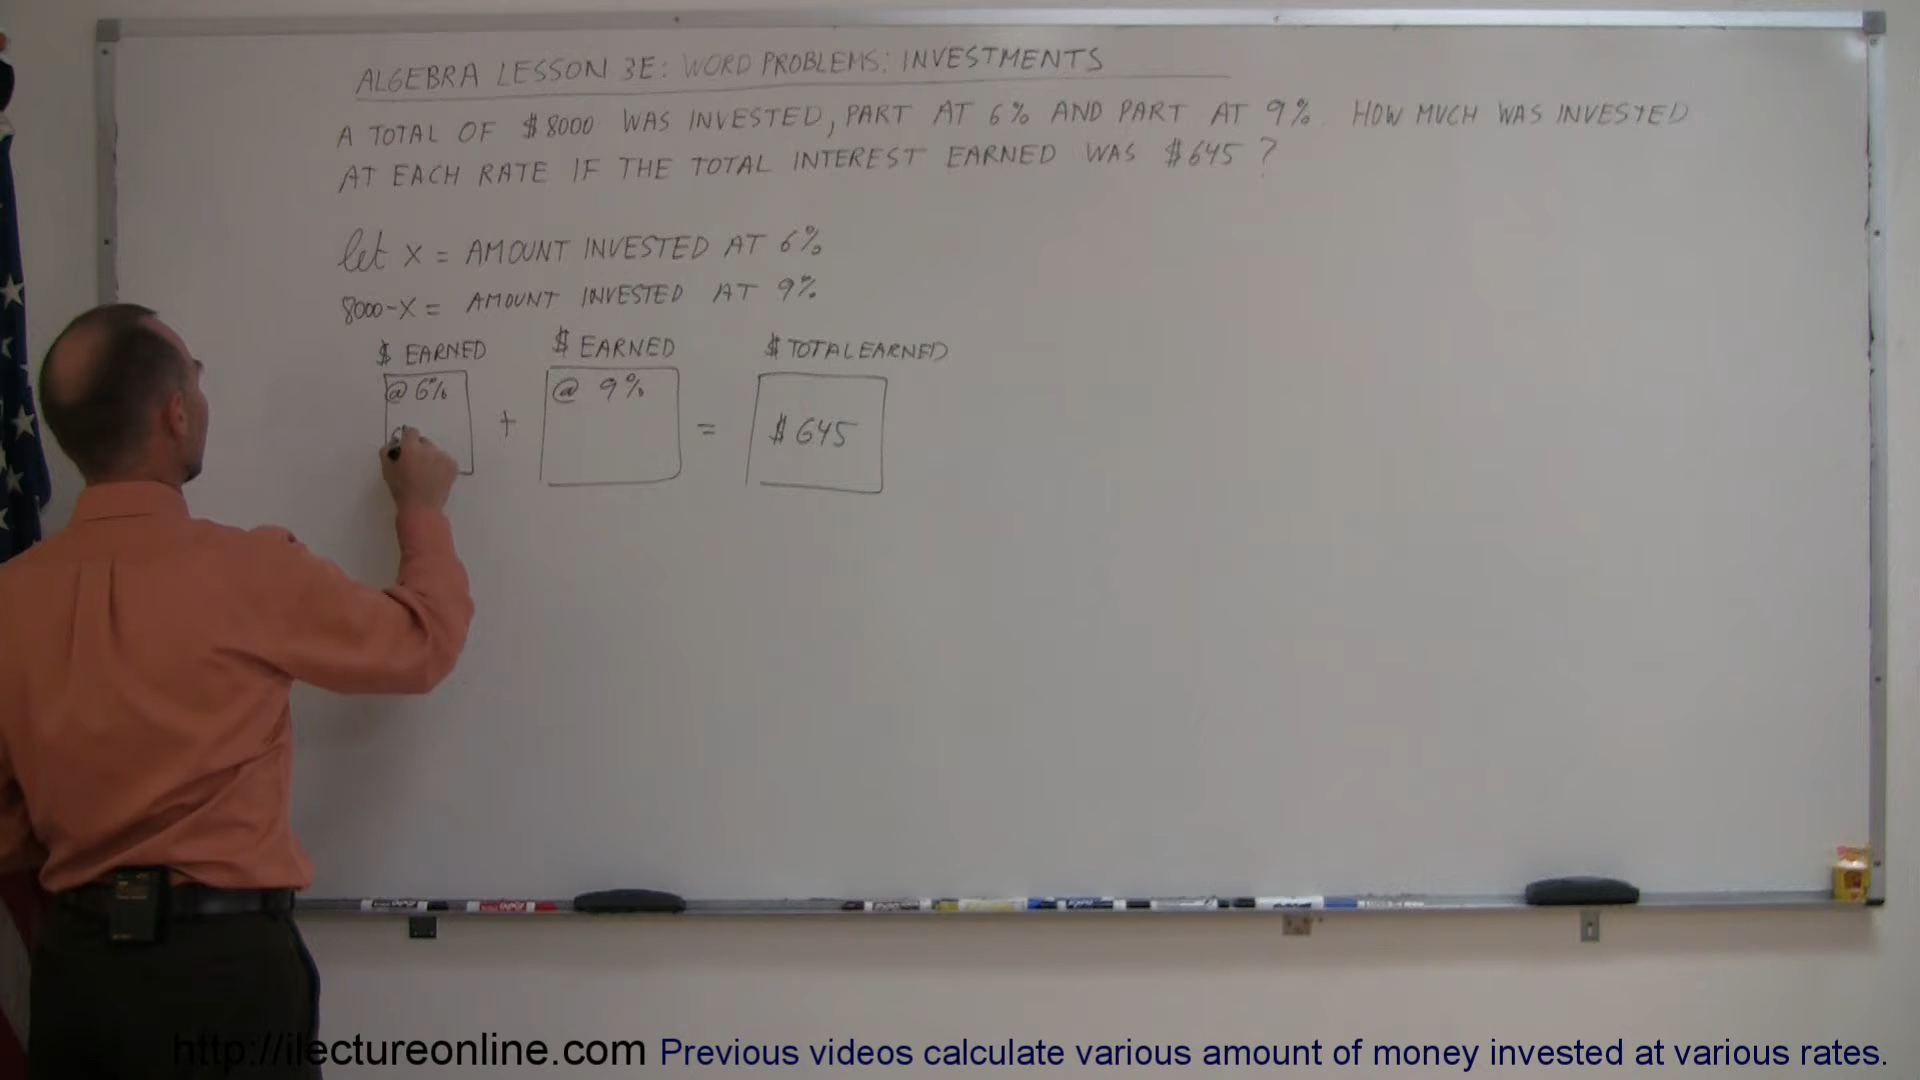 ALGEBRA LESSON 3E: WORD PROBLEMS: INVESTMENTS
A TOTAL OF $8000 WAS INVESTED, PART AT 6% AND PART AT 9%. HOW MUCH WAS INVESTED
AT EACH RATE IF THE TOTAL INTEREST EARNED WAS $645?
let x = AMOUNT INVESTED AT 6%
8000-X = AMOUNT INVESTED AT 9%
$ EARNED $ EARNED $ TOTAL EARNED
@ 6% @ 9%
+ = $645
http://ilectureonline.com Previous videos calculate various amount of money invested at various rates.